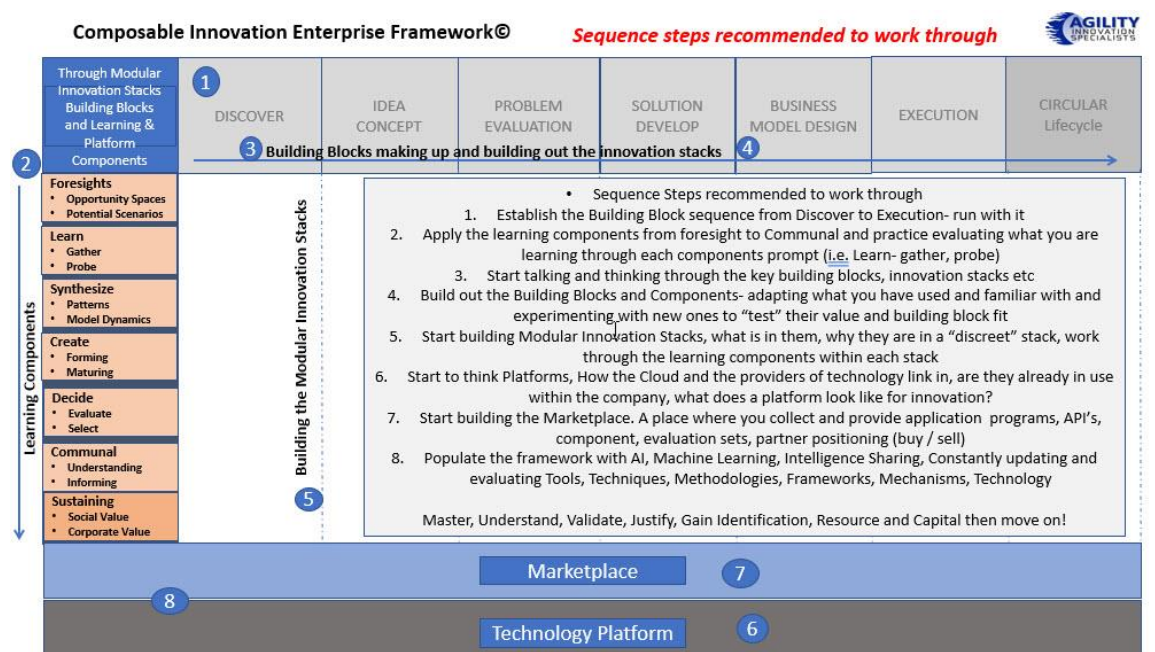 Composable Innovation Enterprise Framework©
Sequence steps recommended to work through
AGILITY
INNOVATION
SPECIALISTS
Through Modular
Innovation Stacks
Building Blocks
and Learning &
Platform
Components
1
DISCOVER
IDEA
CONCEPT
PROBLEM
EVALUATION
SOLUTION
DEVELOP
BUSINESS
MODEL DESIGN
EXECUTION
CIRCULAR
Lifecycle
2
3
Building Blocks making up and building out the innovation stacks
4
Learning Components
Foresights
• Opportunity Spaces
• Potential Scenarios
Learn
• Gather
• Probe
Synthesize
• Patterns
• Model Dynamics
Create
• Forming
• Maturing
Decide
• Evaluate
• Select
Communal
• Understanding
• Informing
Sustaining
• Social Value
• Corporate Value
Building the Modular Innovation Stacks
5
• Sequence Steps recommended to work through
1. Establish the Building Block sequence from Discover to Execution- run with it
2. Apply the learning components from foresight to Communal and practice evaluating what you are
learning through each components prompt (i.e. Learn- gather, probe)
3. Start talking and thinking through the key building blocks, innovation stacks etc
4. Build out the Building Blocks and Components- adapting what you have used and familiar with and
experimenting with new ones to “test” their value and building block fit
5. Start building Modular Innovation Stacks, what is in them, why they are in a “discreet” stack, work
through the learning components within each stack
6. Start to think Platforms, How the Cloud and the providers of technology link in, are they already in use
within the company, what does a platform look like for innovation?
7. Start building the Marketplace. A place where you collect and provide application programs, API’s,
component, evaluation sets, partner positioning (buy / sell)
8. Populate the framework with AI, Machine Learning, Intelligence Sharing, Constantly updating and
evaluating Tools, Techniques, Methodologies, Frameworks, Mechanisms, Technology
Master, Understand, Validate, Justify, Gain Identification, Resource and Capital then move on!
Marketplace
7
8
Technology Platform
6